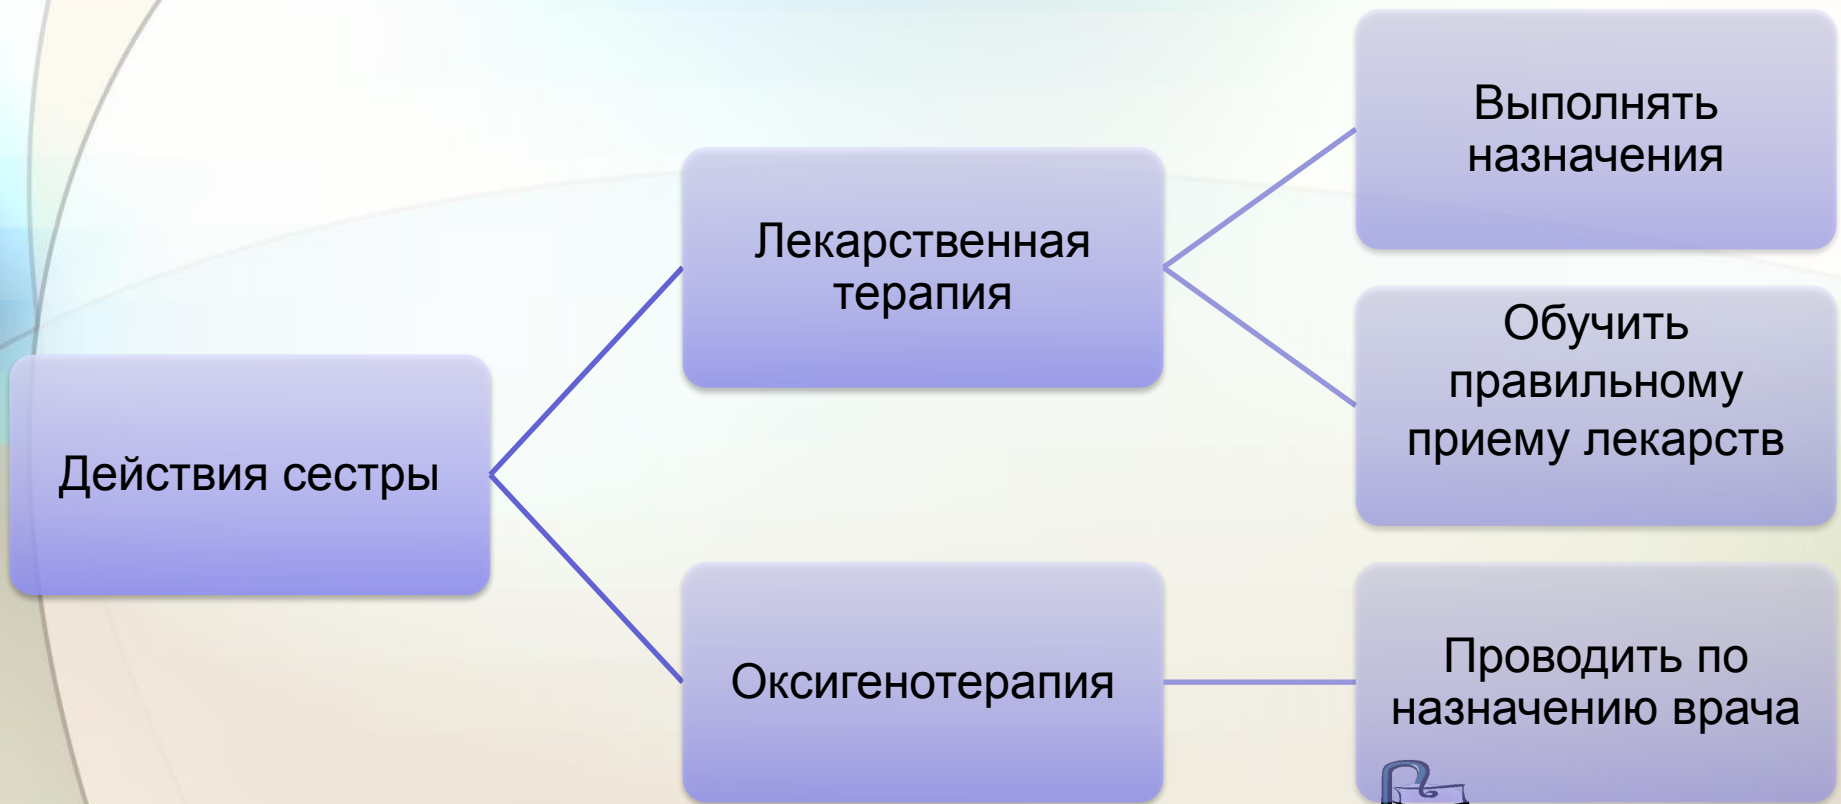 Действия сестры
Лекарственная
терапия
Выполнять
назначения
Обучить
правильному
приему лекарств
Оксигенотерапия
Проводить по
назначению врача